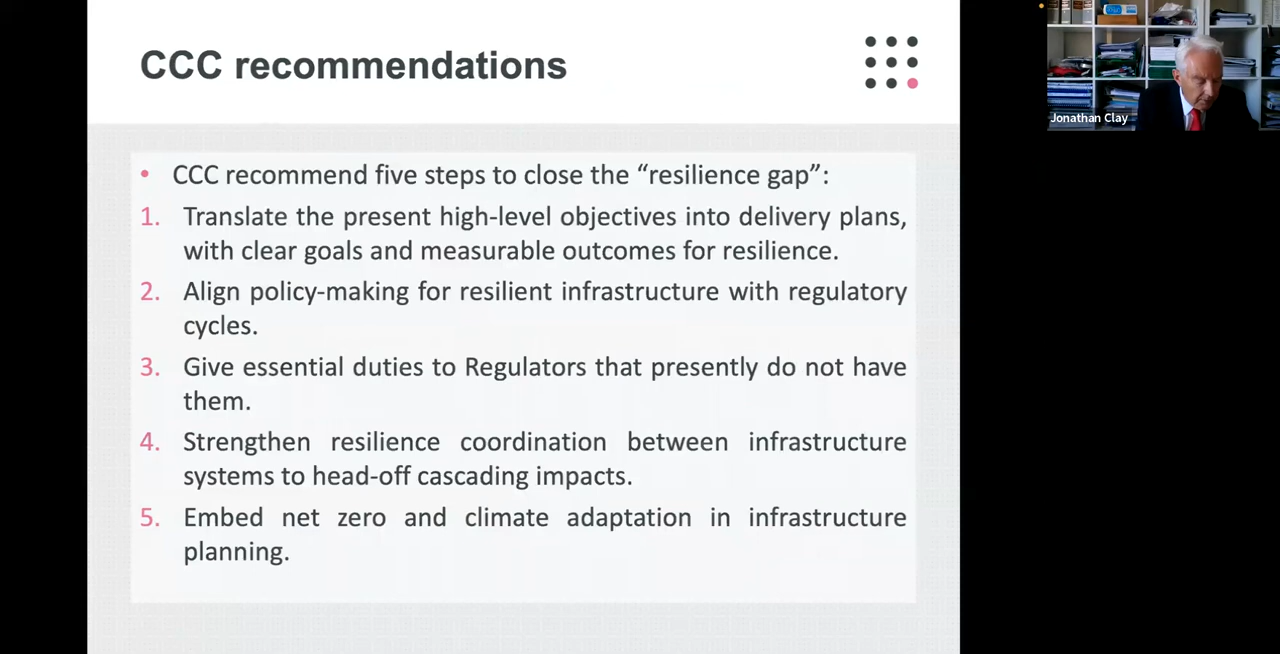 CCC recommendations
• CCC recommend five steps to close the “resilience gap”:
1. Translate the present high-level objectives into delivery plans,
with clear goals and measurable outcomes for resilience.
2. Align policy-making for resilient infrastructure with regulatory
cycles.
3. Give essential duties to Regulators that presently do not have
them.
4. Strengthen resilience coordination between infrastructure
systems to head-off cascading impacts.
5. Embed net zero and climate adaptation in infrastructure
planning.
Jonathan Clay